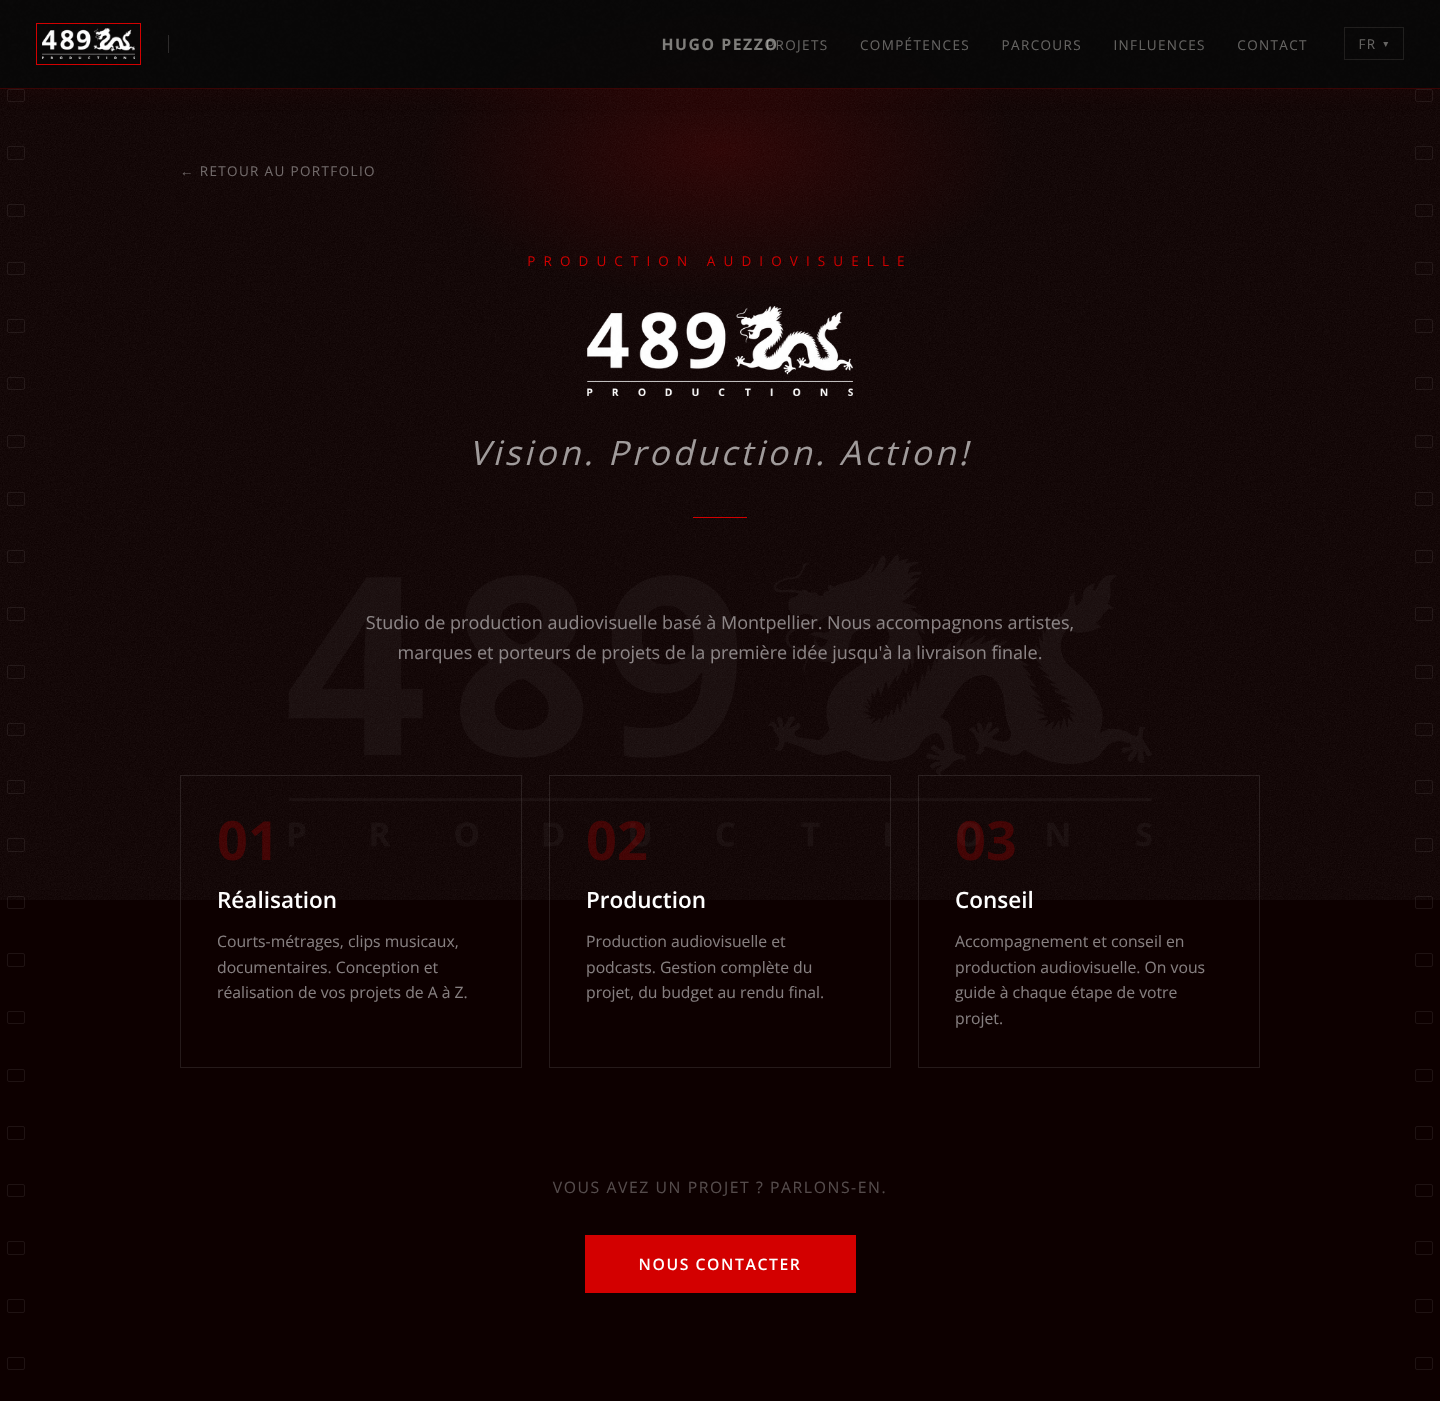 489
PRODUCTIONS
HUGO PEZZO
PROJETS
COMPÉTENCES
PARCOURS
INFLUENCES
CONTACT
FR ▾
← RETOUR AU PORTFOLIO
PRODUCTION AUDIOVISUELLE
489
PRODUCTIONS
Vision. Production. Action!
489
Studio de production audiovisuelle basé à Montpellier. Nous accompagnons artistes,
marques et porteurs de projets de la première idée jusqu'à la livraison finale.
PRODUCTIONS
01
Réalisation
Courts-métrages, clips musicaux,
documentaires. Conception et
réalisation de vos projets de A à Z.
02
Production
Production audiovisuelle et
podcasts. Gestion complète du
projet, du budget au rendu final.
03
Conseil
Accompagnement et conseil en
production audiovisuelle. On vous
guide à chaque étape de votre
projet.
VOUS AVEZ UN PROJET ? PARLONS-EN.
NOUS CONTACTER